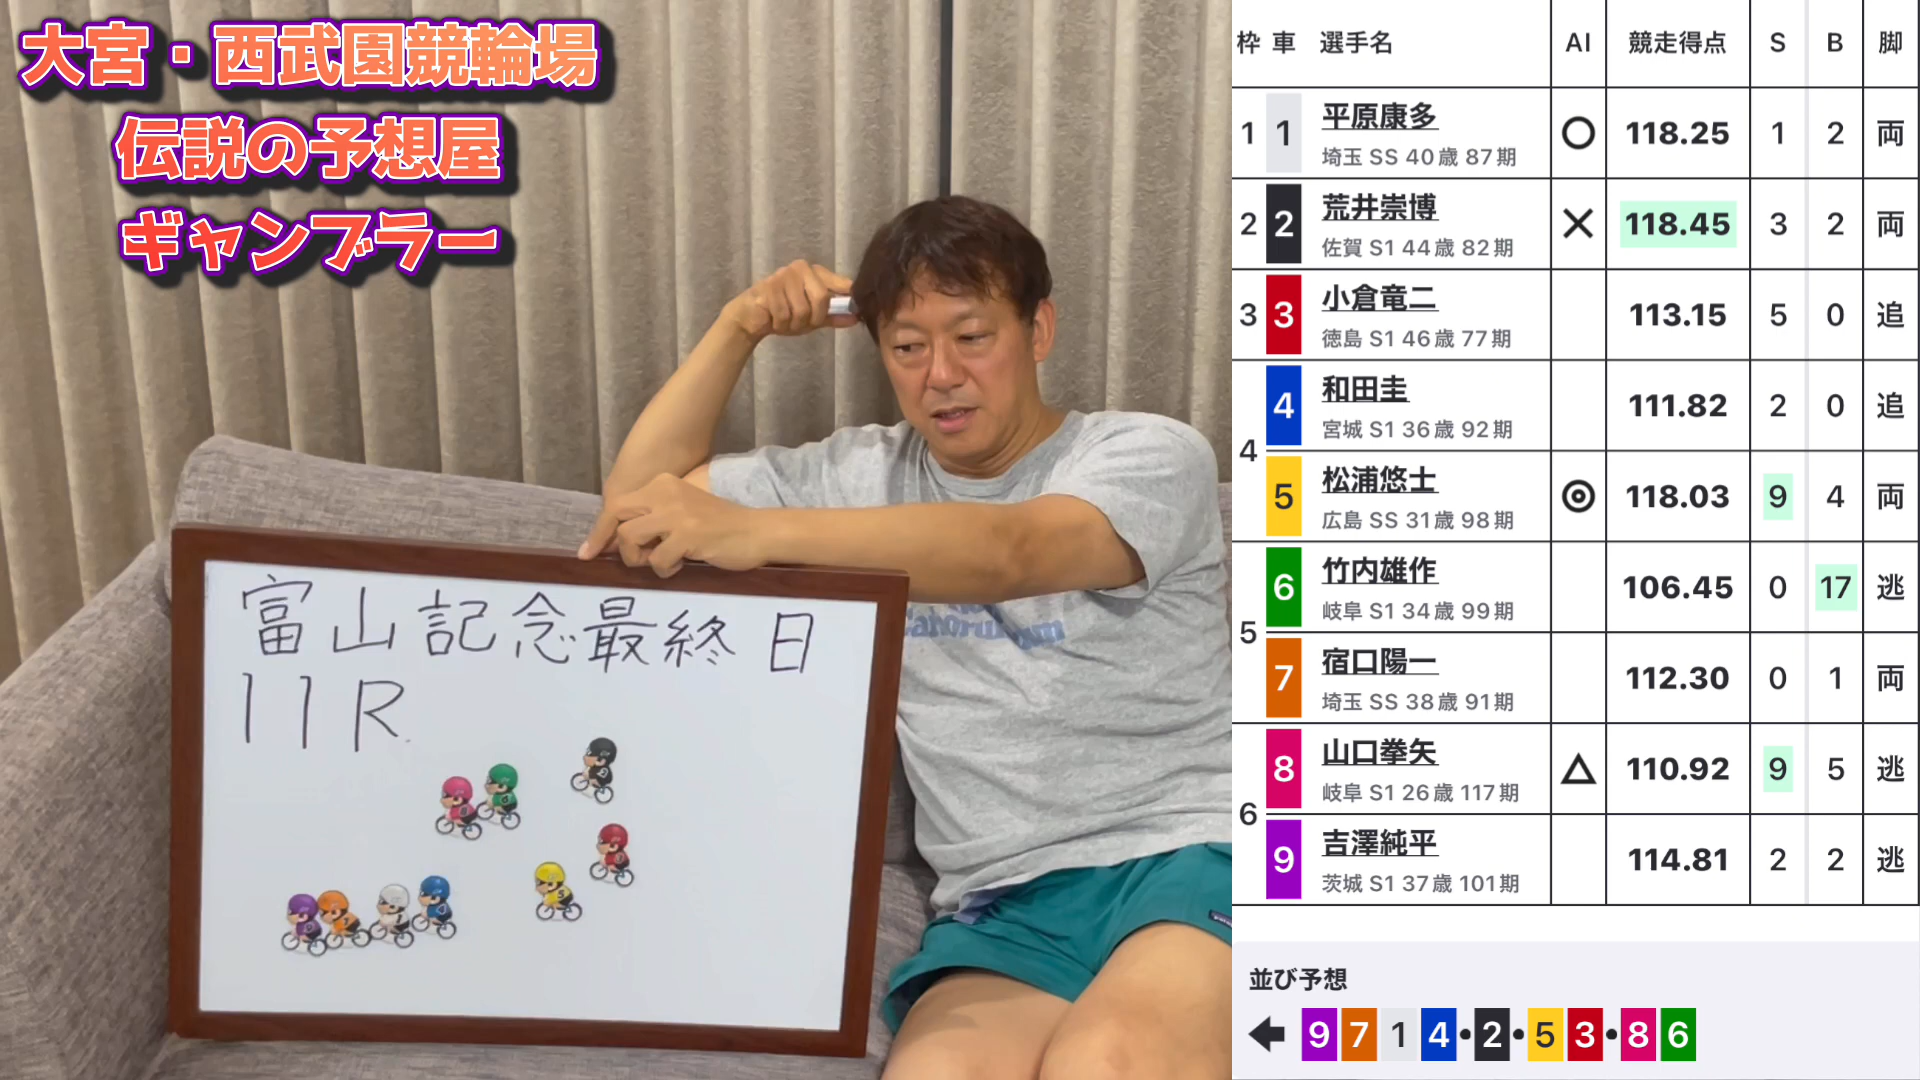 大宮・西武園競輪場
伝説の予想屋
ギャンブラー
富山記念最終日
11R
枠 車 選手名 AI 競走得点 S B 脚
1 1 平原康多 ○ 118.25 1 2 両
埼玉 SS 40歳 87期
2 2 荒井崇博 × 118.45 3 2 両
佐賀 S1 44歳 82期
3 3 小倉竜二 113.15 5 0 追
徳島 S1 46歳 77期
4 4 和田圭 111.82 2 0 追
宮城 S1 36歳 92期
5 松浦悠士 ◎ 118.03 9 4 両
広島 SS 31歳 98期
5 6 竹内雄作 106.45 0 17 逃
岐阜 S1 34歳 99期
7 宿口陽一 112.30 0 1 両
埼玉 SS 38歳 91期
6 8 山口拳矢 △ 110.92 9 5 逃
岐阜 S1 26歳 117期
9 吉澤純平 114.81 2 2 逃
茨城 S1 37歳 101期
並び予想
← 9 7 1 4・2・5 3・8 6